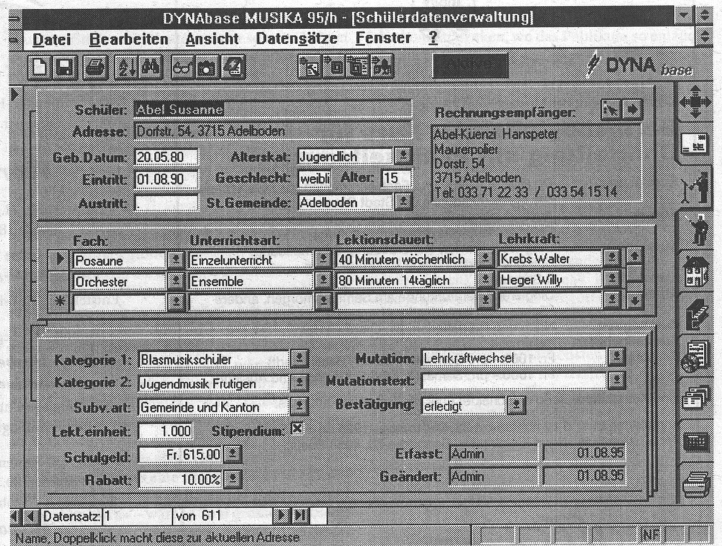 DYNAbase MUSIKA 95/h - [Schülerdatenverwaltung]
Datei Bearbeiten Ansicht Datensätze Fenster ?
DYNA base
Schüler: Abel Susanne
Adresse: Dorfstr. 54, 3715 Adelboden
Geb.Datum: 20.05.80 Alterskat: Jugendlich
Eintritt: 01.08.90 Geschlecht: weibli Alter: 15
Austritt: St.Gemeinde: Adelboden
Rechnungsempfänger:
Abel-Küenzi Hanspeter
Maurerpolier
Dorstr. 54
3715 Adelboden
Tel: 033 71 22 33 / 033 54 15 14
Fach: Unterrichtsart: Lektionsdauert: Lehrkraft:
Posaune Einzelunterricht 40 Minuten wöchentlich Krebs Walter
Orchester Ensemble 80 Minuten 14täglich Heger Willy
Kategorie 1: Blasmusikschüler Mutation: Lehrkraftwechsel
Kategorie 2: Jugendmusik Frutigen Mutationstext:
Subv.art: Gemeinde und Kanton Bestätigung: erledigt
Lekt.einheit: 1.000 Stipendium:
Schulgeld: Fr. 615.00 Erfasst: Admin 01.08.95
Rabatt: 10.00% Geändert: Admin 01.08.95
Datensatz: 1 von 611
Name, Doppelklick macht diese zur aktuellen Adresse NF